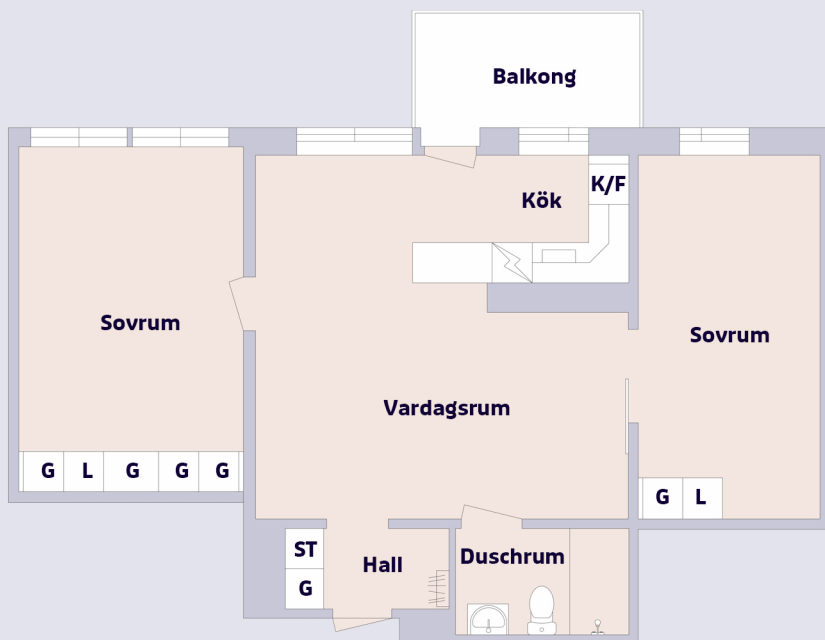 Balkong
K/F
Kök
Sovrum
Sovrum
Vardagsrum
G L G G G
G L
ST
Hall
Duschrum
G